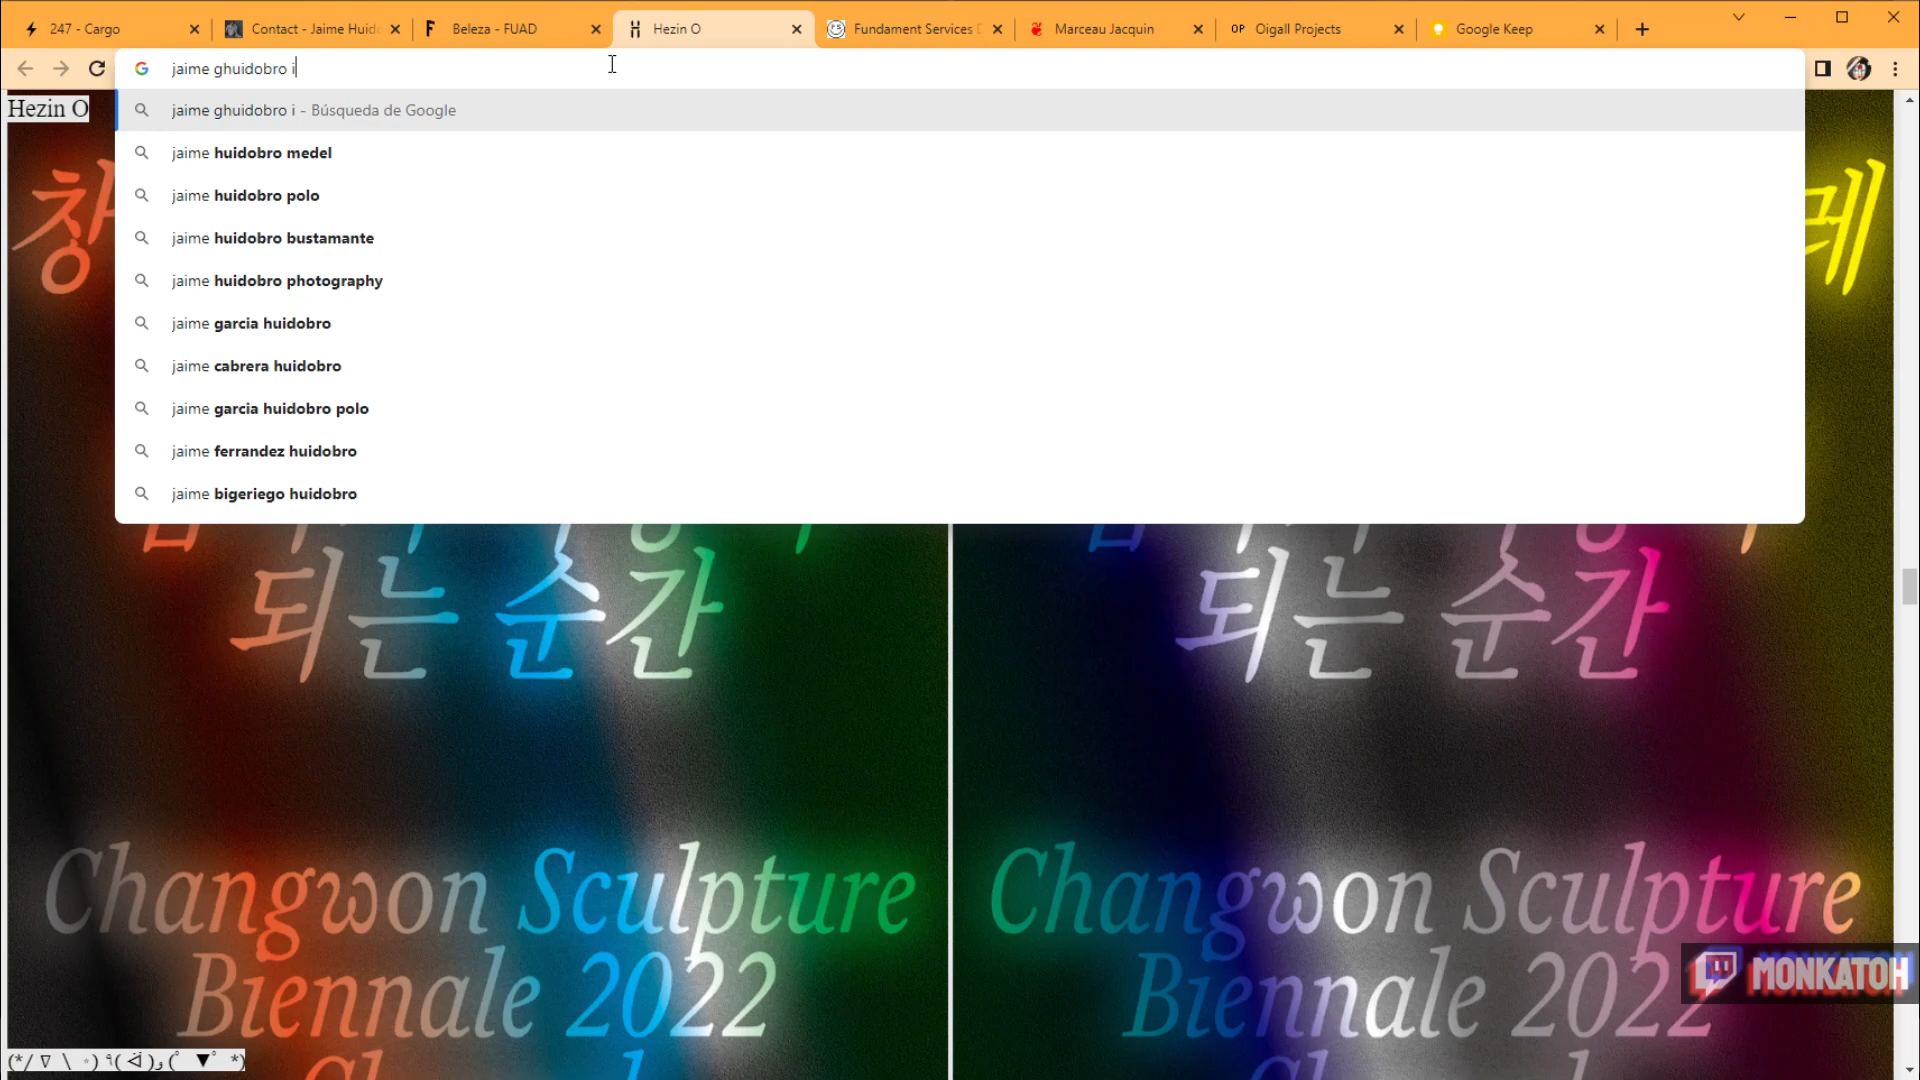 247 - Cargo
Contact - Jaime Huido
Beleza - FUAD
Hezin O
Fundament Services D
Marceau Jacquin
OP Oigall Projects
Google Keep
jaime ghuidobro i
Hezin O
jaime ghuidobro i - Búsqueda de Google
jaime huidobro medel
jaime huidobro polo
jaime huidobro bustamante
jaime huidobro photography
jaime garcia huidobro
jaime cabrera huidobro
jaime garcia huidobro polo
jaime ferrandez huidobro
jaime bigeriego huidobro
창
레
되는 순간
되는 순간
Changwon Sculpture
Biennale 2022
Changwon Sculpture
Biennale 2022
MONKATOH